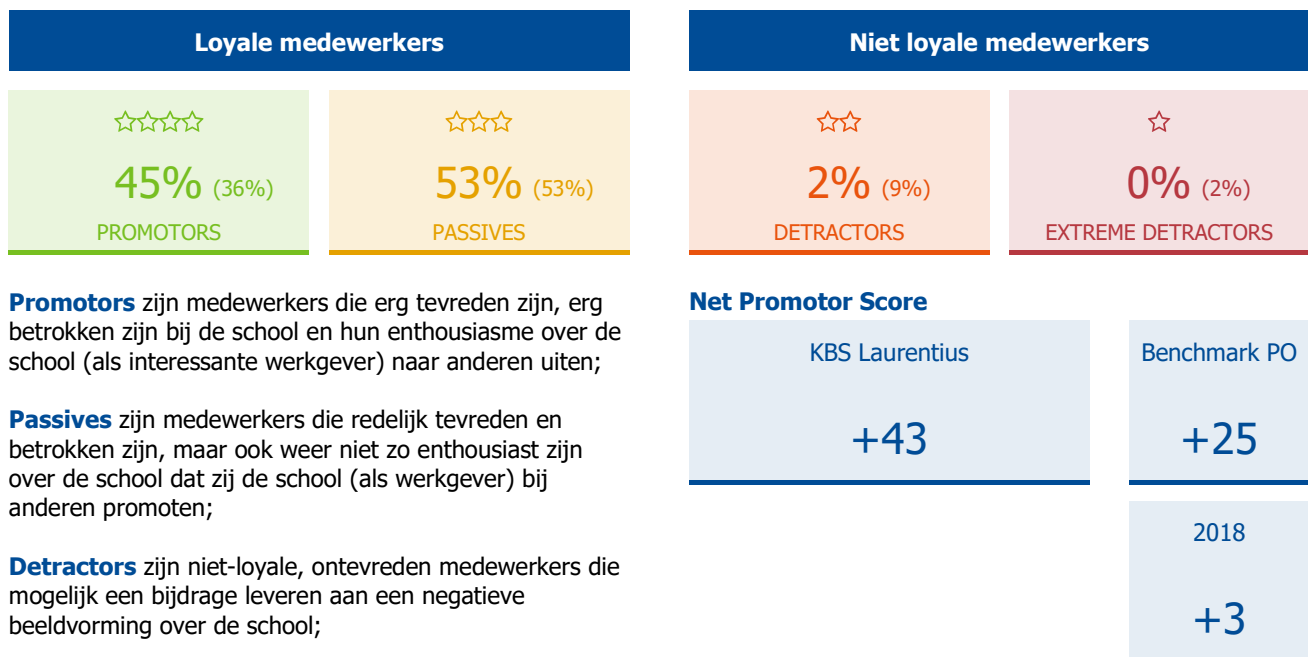 Loyale medewerkers
45% (36%)
PROMOTORS
53% (53%)
PASSIVES
Niet loyale medewerkers
2% (9%)
DETRACTORS
0% (2%)
EXTREME DETRACTORS
Promotors zijn medewerkers die erg tevreden zijn, erg
betrokken zijn bij de school en hun enthousiasme over de
school (als interessante werkgever) naar anderen uiten;
Passives zijn medewerkers die redelijk tevreden en
betrokken zijn, maar ook weer niet zo enthousiast zijn
over de school dat zij de school (als werkgever) bij
anderen promoten;
Detractors zijn niet-loyale, ontevreden medewerkers die
mogelijk een bijdrage leveren aan een negatieve
beeldvorming over de school;
Net Promotor Score
KBS Laurentius
+43
Benchmark PO
+25
2018
+3